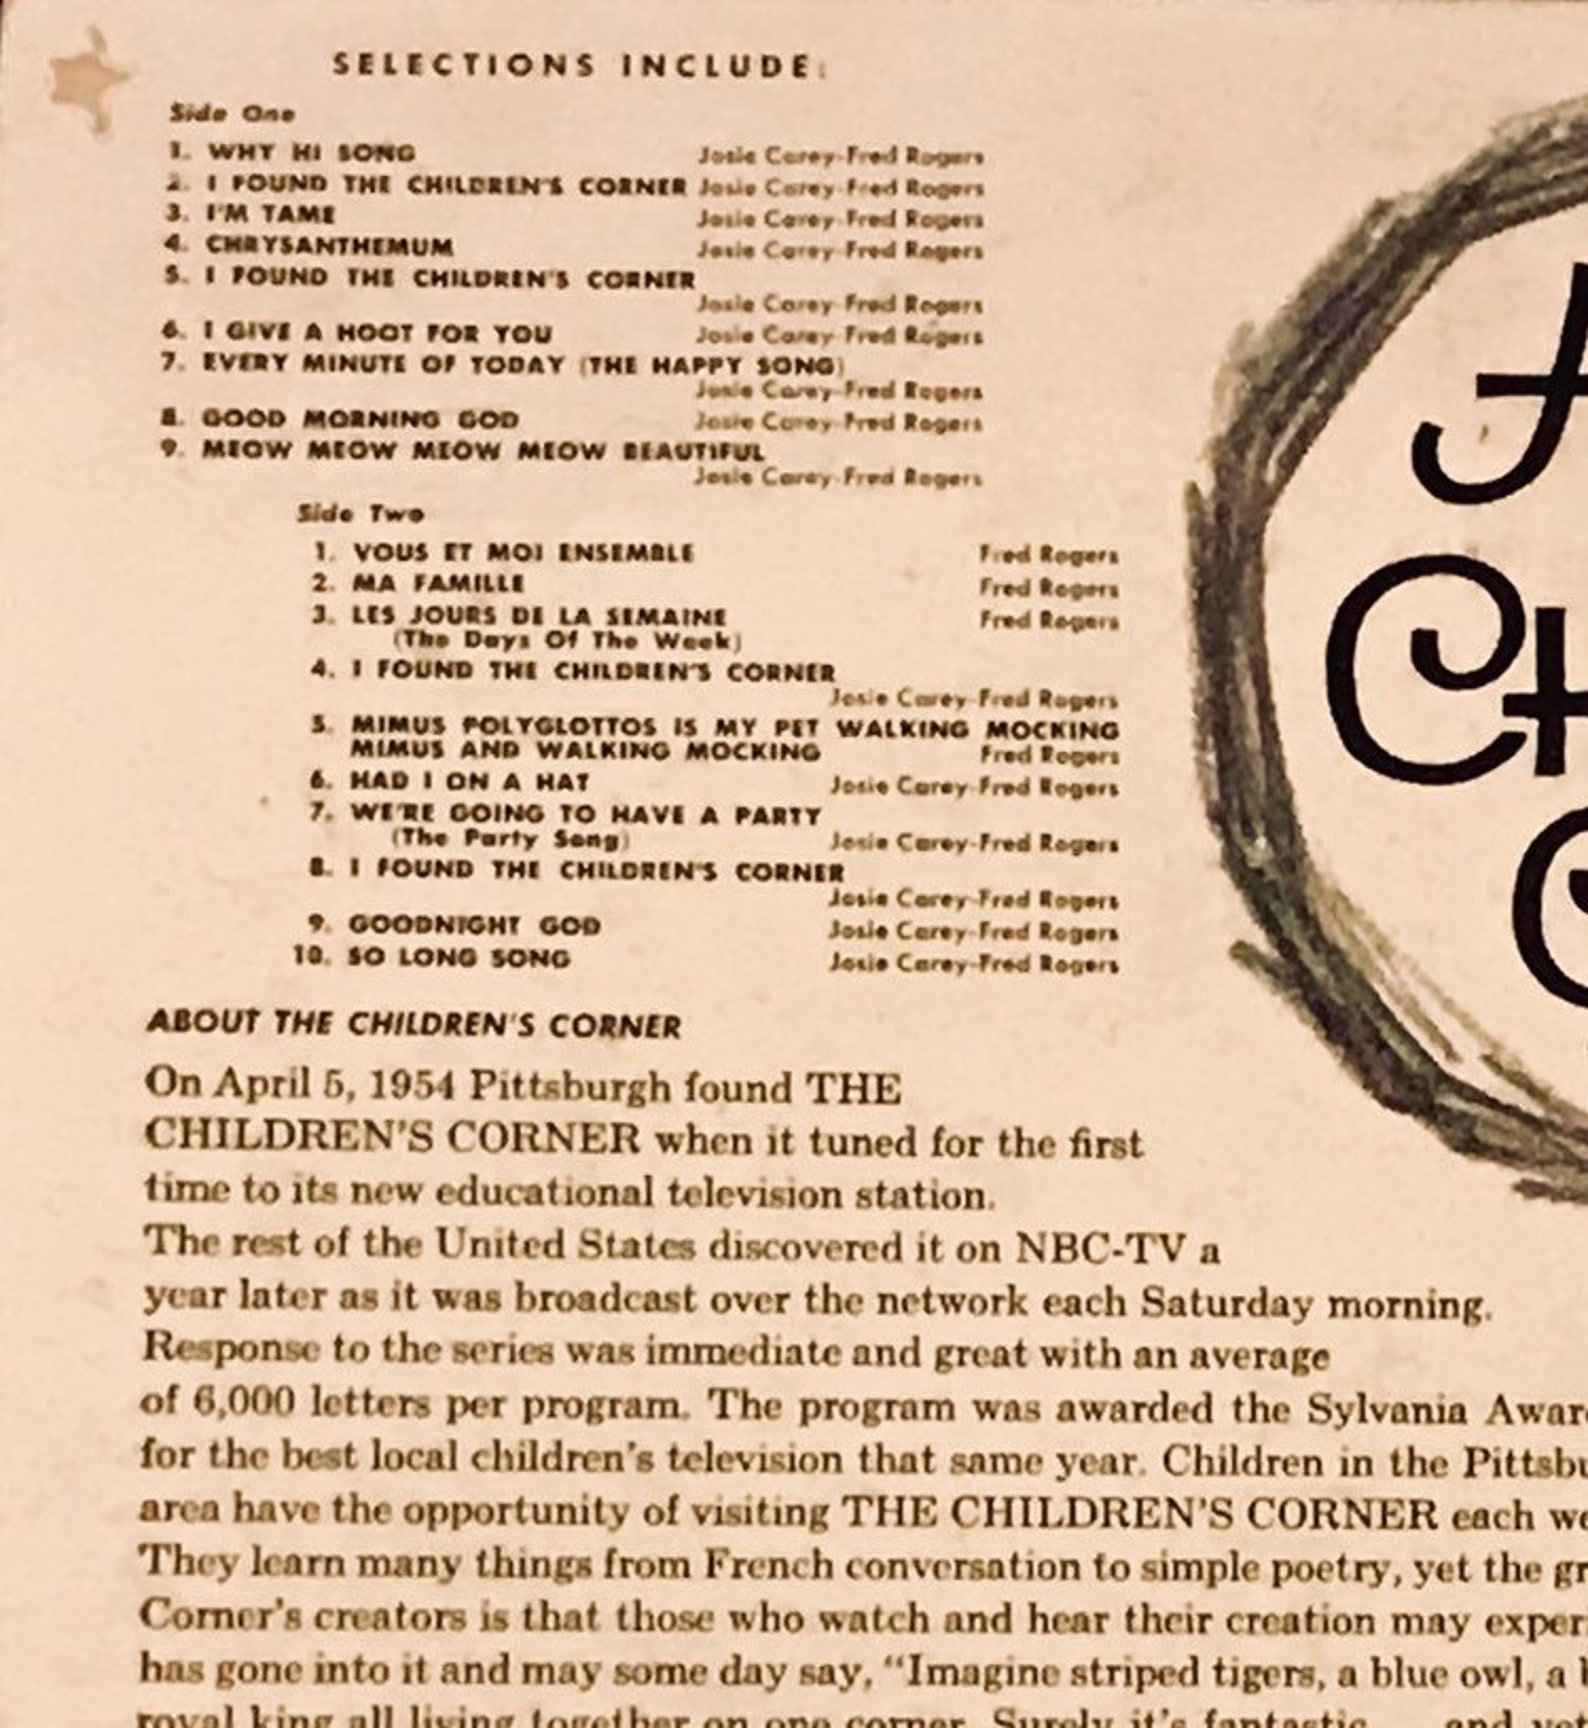 SELECTIONS INCLUDE:
Side One
1. WHY HI SONG Josie Carey-Fred Rogers
2. I FOUND THE CHILDREN'S CORNER Josie Carey-Fred Rogers
3. I'M TAME Josie Carey-Fred Rogers
4. CHRYSANTHEMUM Josie Carey-Fred Rogers
5. I FOUND THE CHILDREN'S CORNER
Josie Carey-Fred Rogers
6. I GIVE A HOOT FOR YOU Josie Carey-Fred Rogers
7. EVERY MINUTE OF TODAY (THE HAPPY SONG)
Josie Carey-Fred Rogers
8. GOOD MORNING GOD Josie Carey-Fred Rogers
9. MEOW MEOW MEOW MEOW BEAUTIFUL
Josie Carey-Fred Rogers
Side Two
1. VOUS ET MOI ENSEMBLE Fred Rogers
2. MA FAMILLE Fred Rogers
3. LES JOURS DE LA SEMAINE Fred Rogers
(The Days Of The Week)
4. I FOUND THE CHILDREN'S CORNER
Josie Carey-Fred Rogers
5. MIMUS POLYGLOTTOS IS MY PET WALKING MOCKING
MIMUS AND WALKING MOCKING Fred Rogers
6. HAD I ON A HAT Josie Carey-Fred Rogers
7. WE'RE GOING TO HAVE A PARTY
(The Party Song) Josie Carey-Fred Rogers
8. I FOUND THE CHILDREN'S CORNER
Josie Carey-Fred Rogers
9. GOODNIGHT GOD Josie Carey-Fred Rogers
10. SO LONG SONG Josie Carey-Fred Rogers
ABOUT THE CHILDREN'S CORNER
On April 5, 1954 Pittsburgh found THE
CHILDREN'S CORNER when it tuned for the first
time to its new educational television station.
The rest of the United States discovered it on NBC-TV a
year later as it was broadcast over the network each Saturday morning.
Response to the series was immediate and great with an average
of 6,000 letters per program. The program was awarded the Sylvania
for the best local children's television that same year. Children in the
area have the opportunity of visiting THE CHILDREN'S CORNER each
They learn many things from French conversation to simple poetry, yet the
Corner's creators is that those who watch and hear their creation may
has gone into it and may some day say, "Imagine striped tigers, a blue owl, a
royal king all living together on one corner. Surely it's fantastic ... and yet